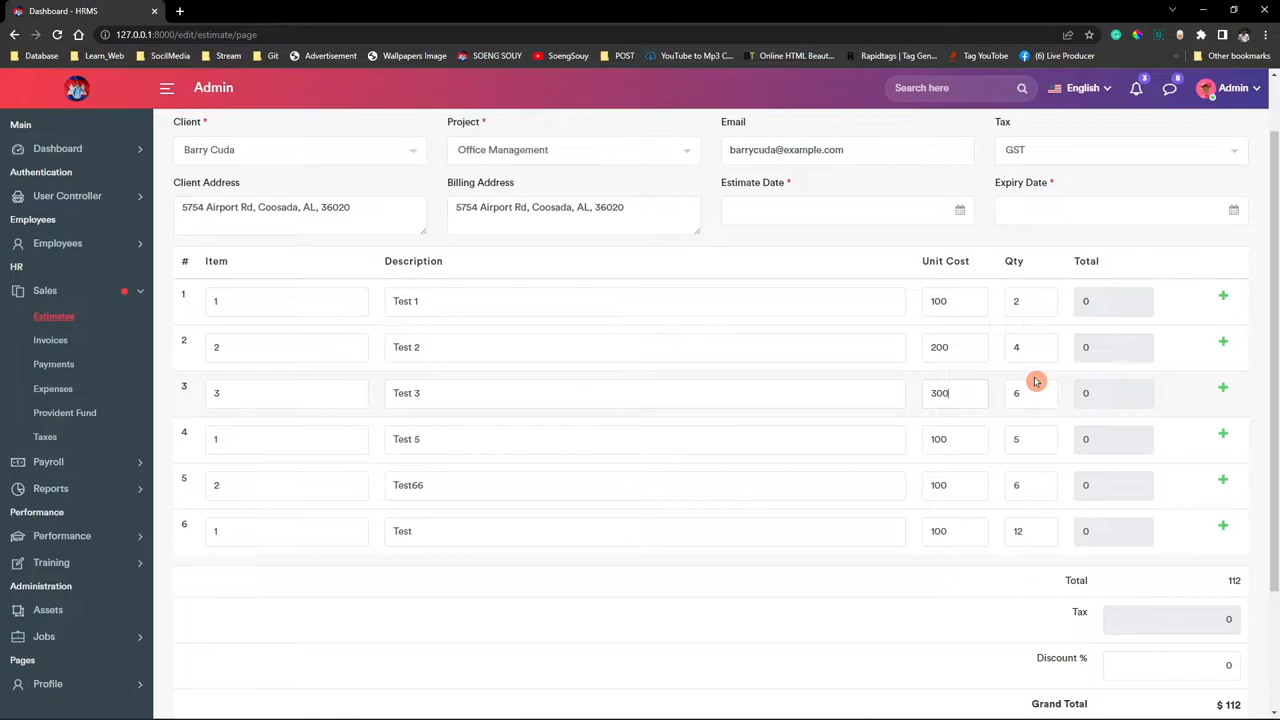 Dashboard - HRMS
127.0.0.1:8000/edit/estimate/page
Database
Learn_Web
SocilMedia
Stream
Git
Advertisement
Wallpapers Image
SOENG SOUY
SoengSouy
POST
YouTube to Mp3 C...
Online HTML Beaut...
Rapidtags | Tag Gen...
Tag YouTube
(8) Live Producer
Other bookmarks
Admin
Search here
English
3
8
Admin
Main
Dashboard
Authentication
User Controller
Employees
Employees
HR
Sales
Estimates
Invoices
Payments
Expenses
Provident Fund
Taxes
Payroll
Reports
Performance
Performance
Training
Administration
Assets
Jobs
Pages
Profile
Client *
Project *
Email
Tax
Barry Cuda
Office Management
barrycuda@example.com
GST
Client Address
Billing Address
Estimate Date *
Expiry Date *
5754 Airport Rd, Coosada, AL, 36020
5754 Airport Rd, Coosada, AL, 36020
# Item Description Unit Cost Qty Total
1 1 Test 1 100 2 0 +
2 2 Test 2 200 4 0 +
3 3 Test 3 300 6 0 +
4 1 Test 5 100 5 0 +
5 2 Test66 100 6 0 +
6 1 Test 100 12 0 +
Total 112
Tax 0
Discount % 0
Grand Total $ 112